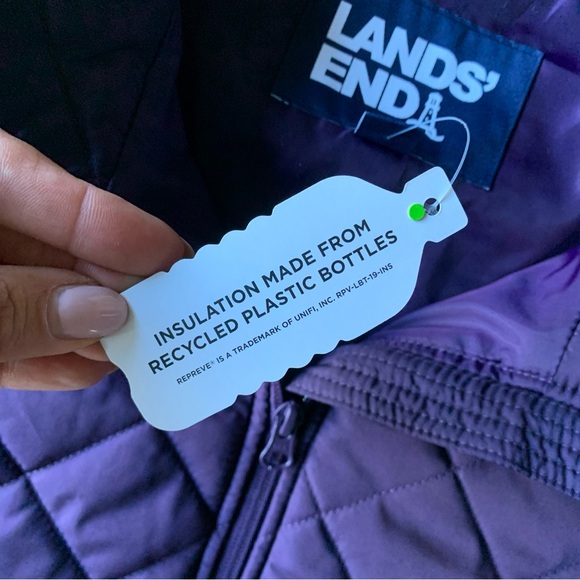 LANDS'
END
INSULATION MADE FROM
RECYCLED PLASTIC BOTTLES
REPREVE® IS A TRADEMARK OF UNIFI, INC. RPV-LBT-19-INS